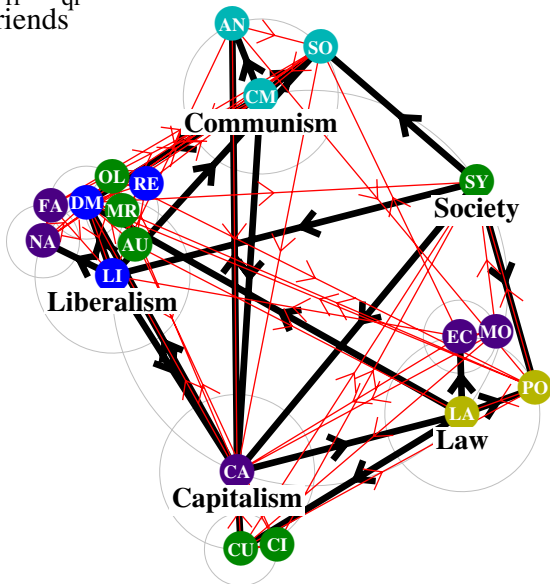 riends
AN
SO
CM
Communism
OL
RE
SY
FA
DM
MR
Society
NA
AU
LI
Liberalism
EC
MO
PO
LA
Law
CA
Capitalism
CU
CI